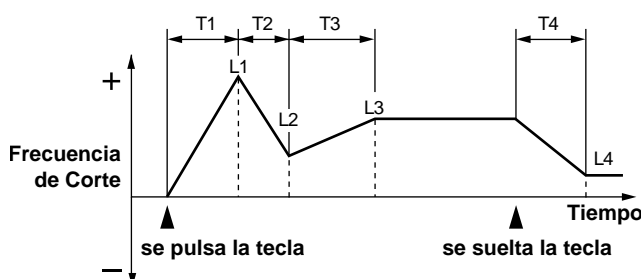 T1 T2 T3 T4
+
L1
L2
L3
L4
Frecuencia
de Corte
Tiempo
se pulsa la tecla
se suelta la tecla
−